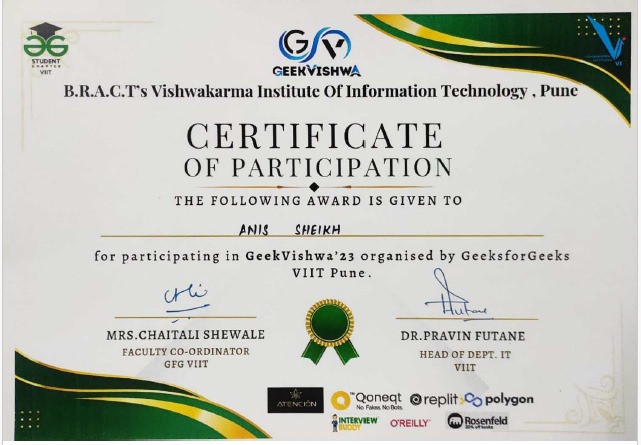 STUDENT
CHAPTER
VIIT
GEEKVISHWA
B.R.A.C.T's Vishwakarma Institute Of Information Technology , Pune
CERTIFICATE
OF PARTICIPATION
THE FOLLOWING AWARD IS GIVEN TO
ANIS SHEIKH
for participating in GeekVishwa'23 organised by GeeksforGeeks
VIIT Pune.
MRS.CHAITALI SHEWALE
FACULTY CO-ORDINATOR
GFG VIIT
DR.PRAVIN FUTANE
HEAD OF DEPT. IT
VIIT
ATENCIÓN
Qoneqt
No Fakes. No Bots.
replit
polygon
INTERVIEW
BUDDY
O'REILLY
Rosenfeld